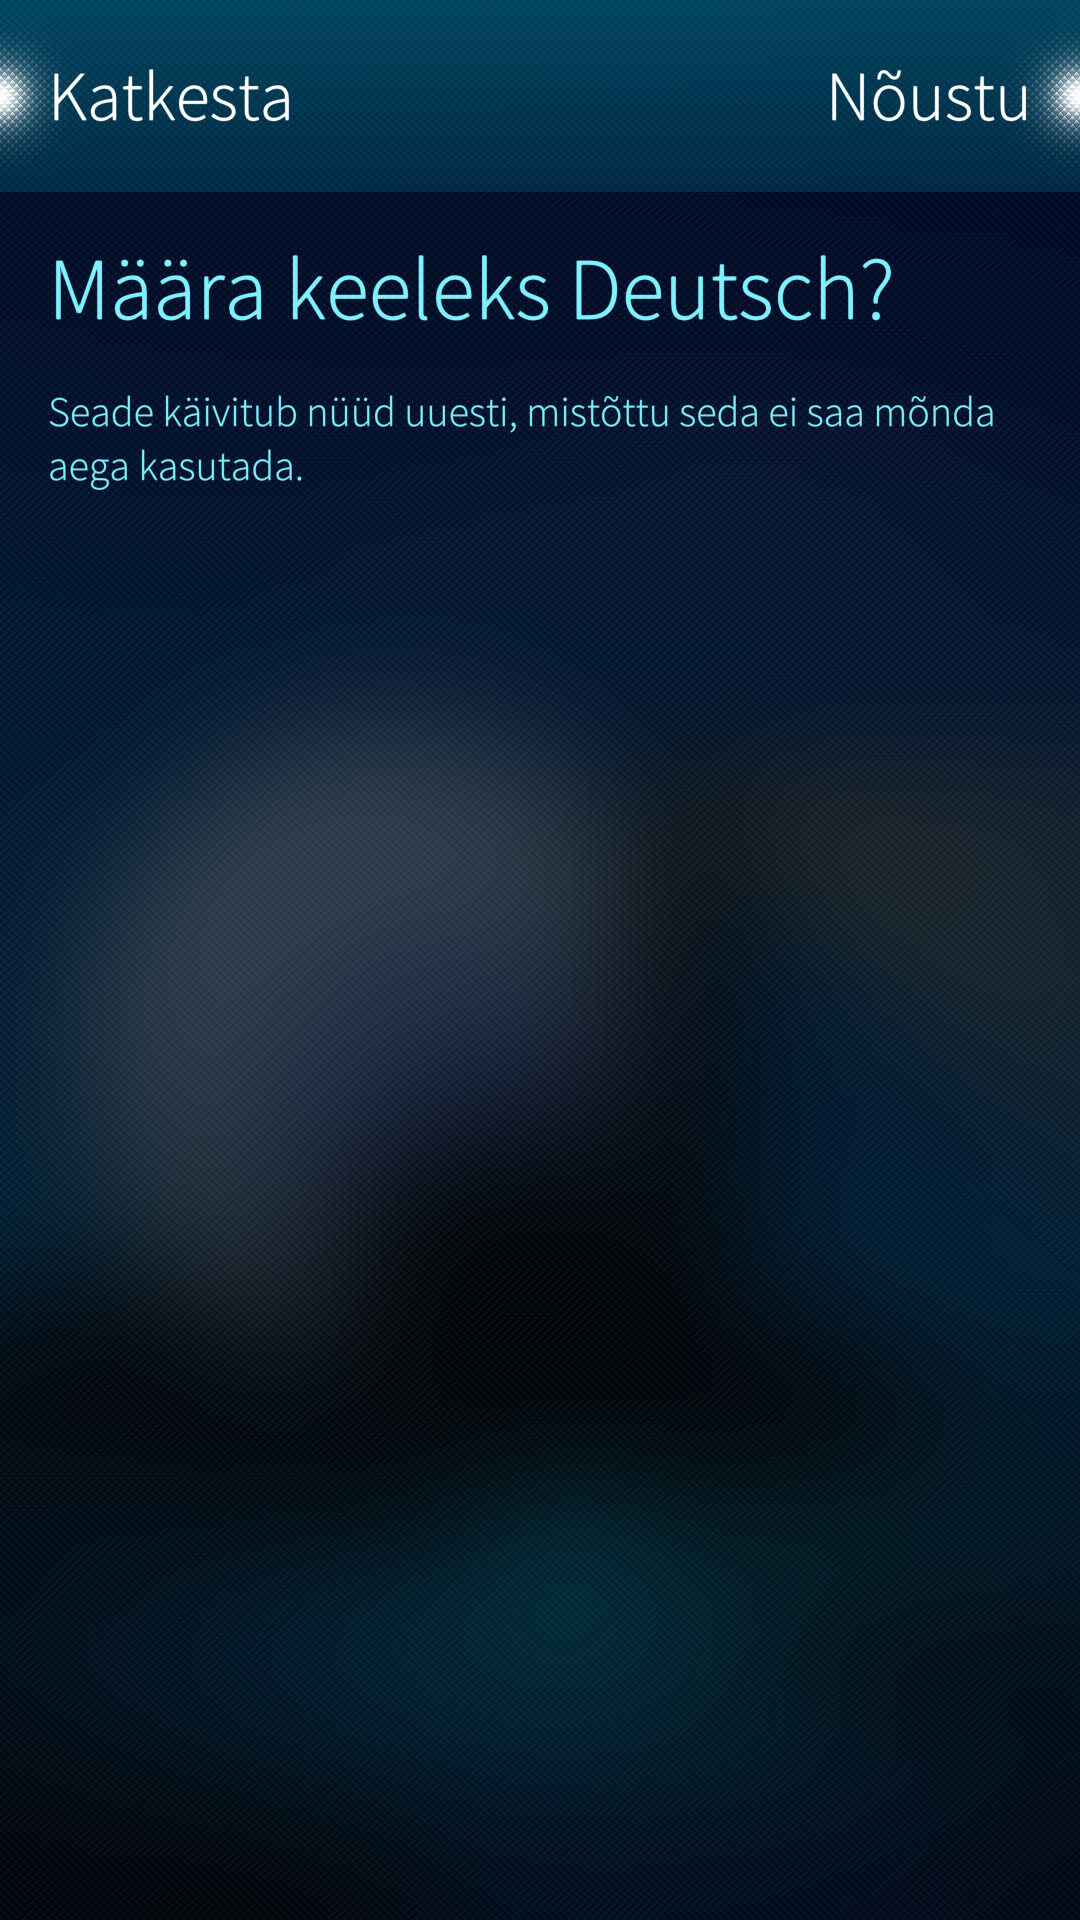 Katkesta
Nõustu
Määra keeleks Deutsch?
Seade käivitub nüüd uuesti, mistõttu seda ei saa mõnda
aega kasutada.